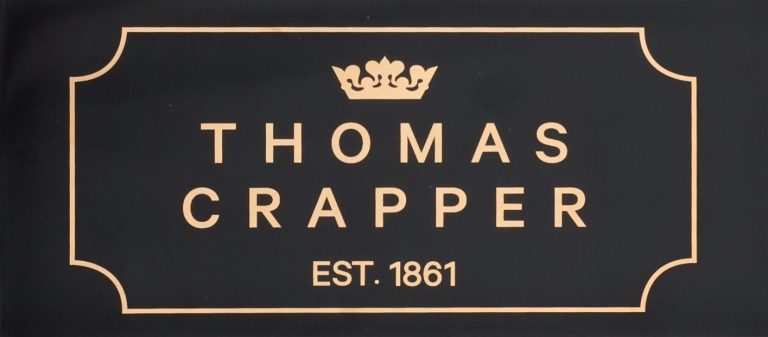 THOMAS
CRAPPER
EST. 1861